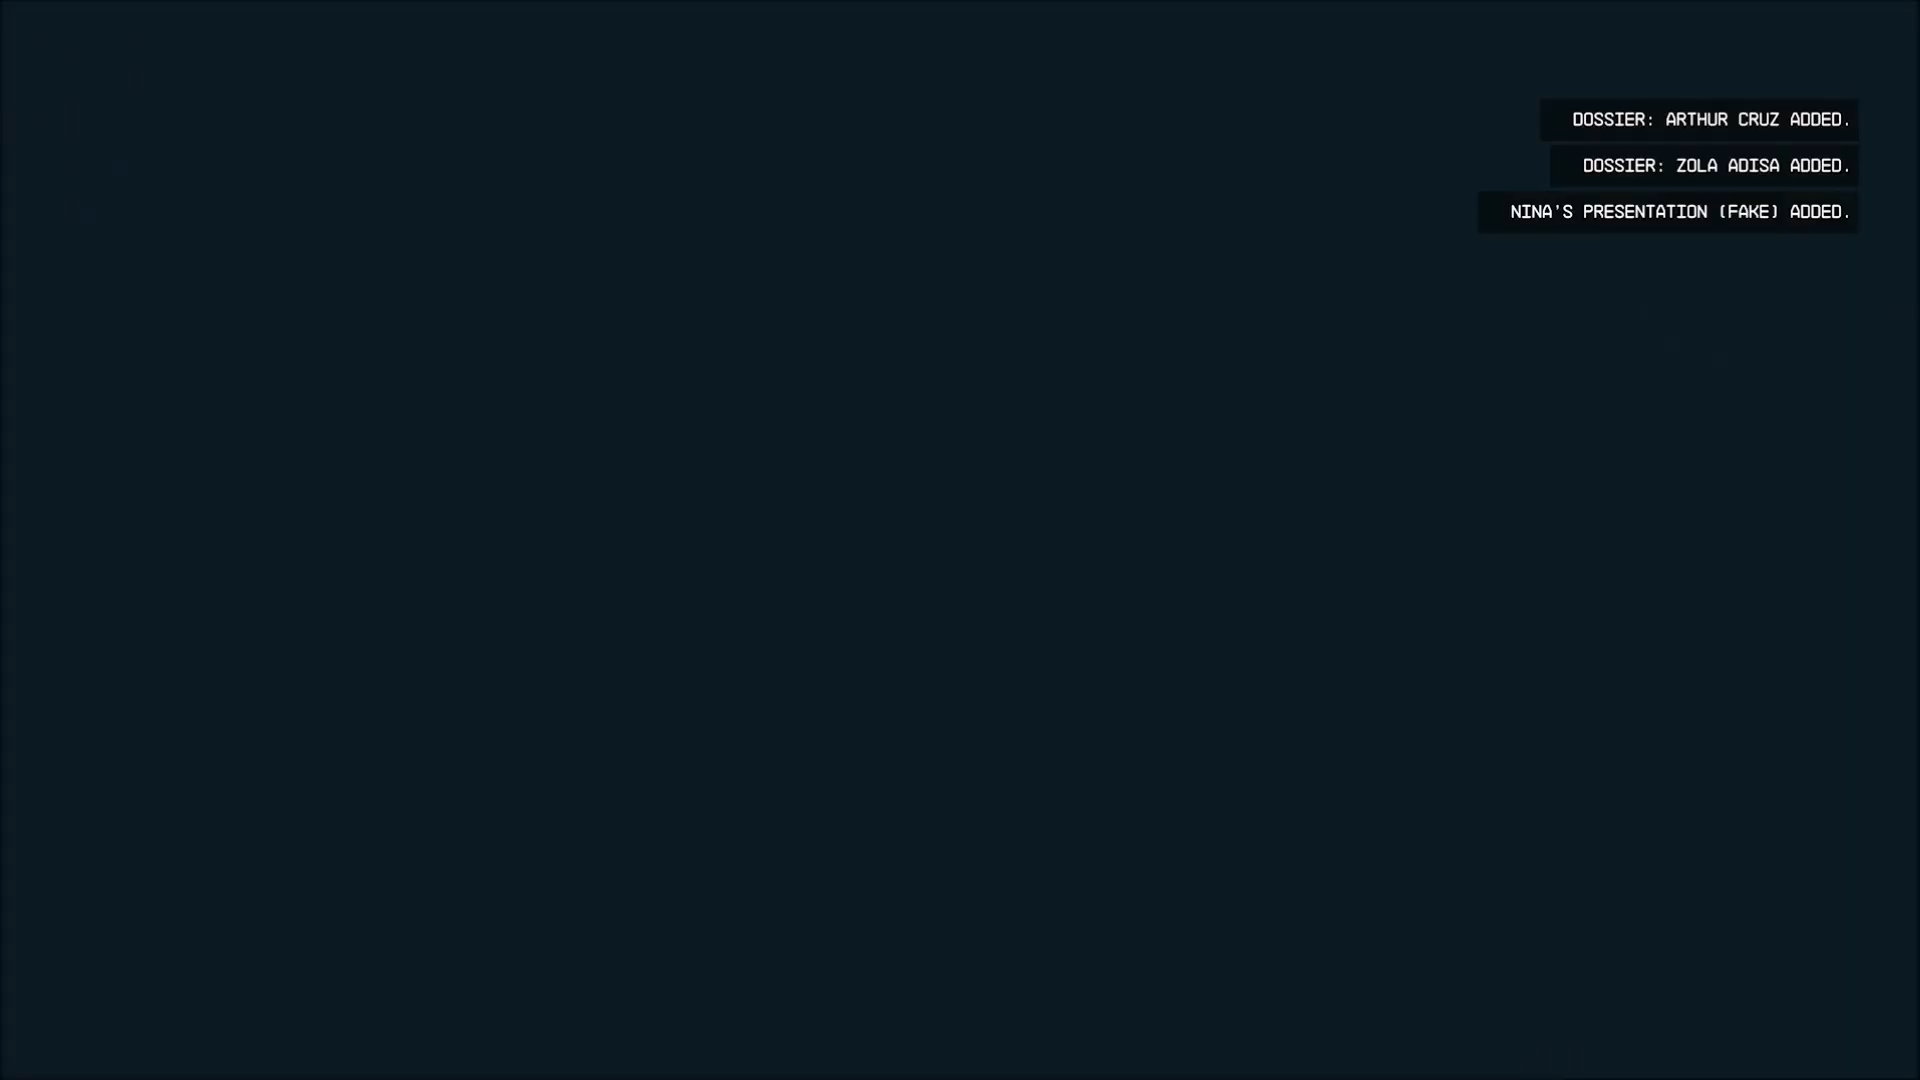 DOSSIER: ARTHUR CRUZ ADDED.
DOSSIER: ZOLA ADISA ADDED.
NINA'S PRESENTATION (FAKE) ADDED.